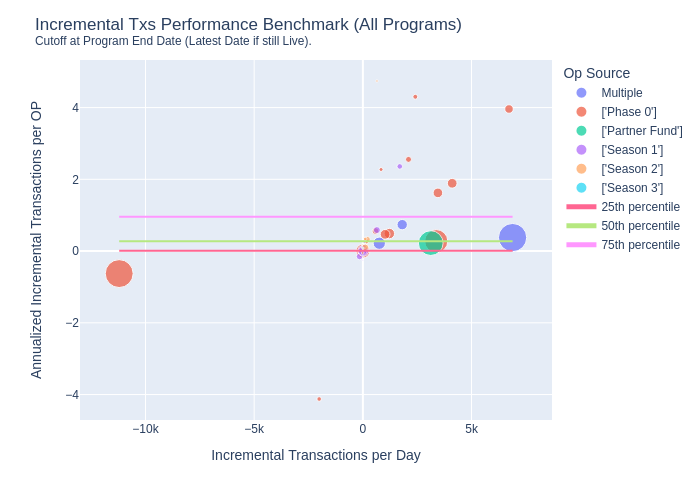 Incremental Txs Performance Benchmark (All Programs)
Cutoff at Program End Date (Latest Date if still Live).
Annualized Incremental Transactions per OP
4
2
0
−2
−4
−10k
−5k
0
5k
Incremental Transactions per Day
Op Source
Multiple
['Phase 0']
['Partner Fund']
['Season 1']
['Season 2']
['Season 3']
25th percentile
50th percentile
75th percentile